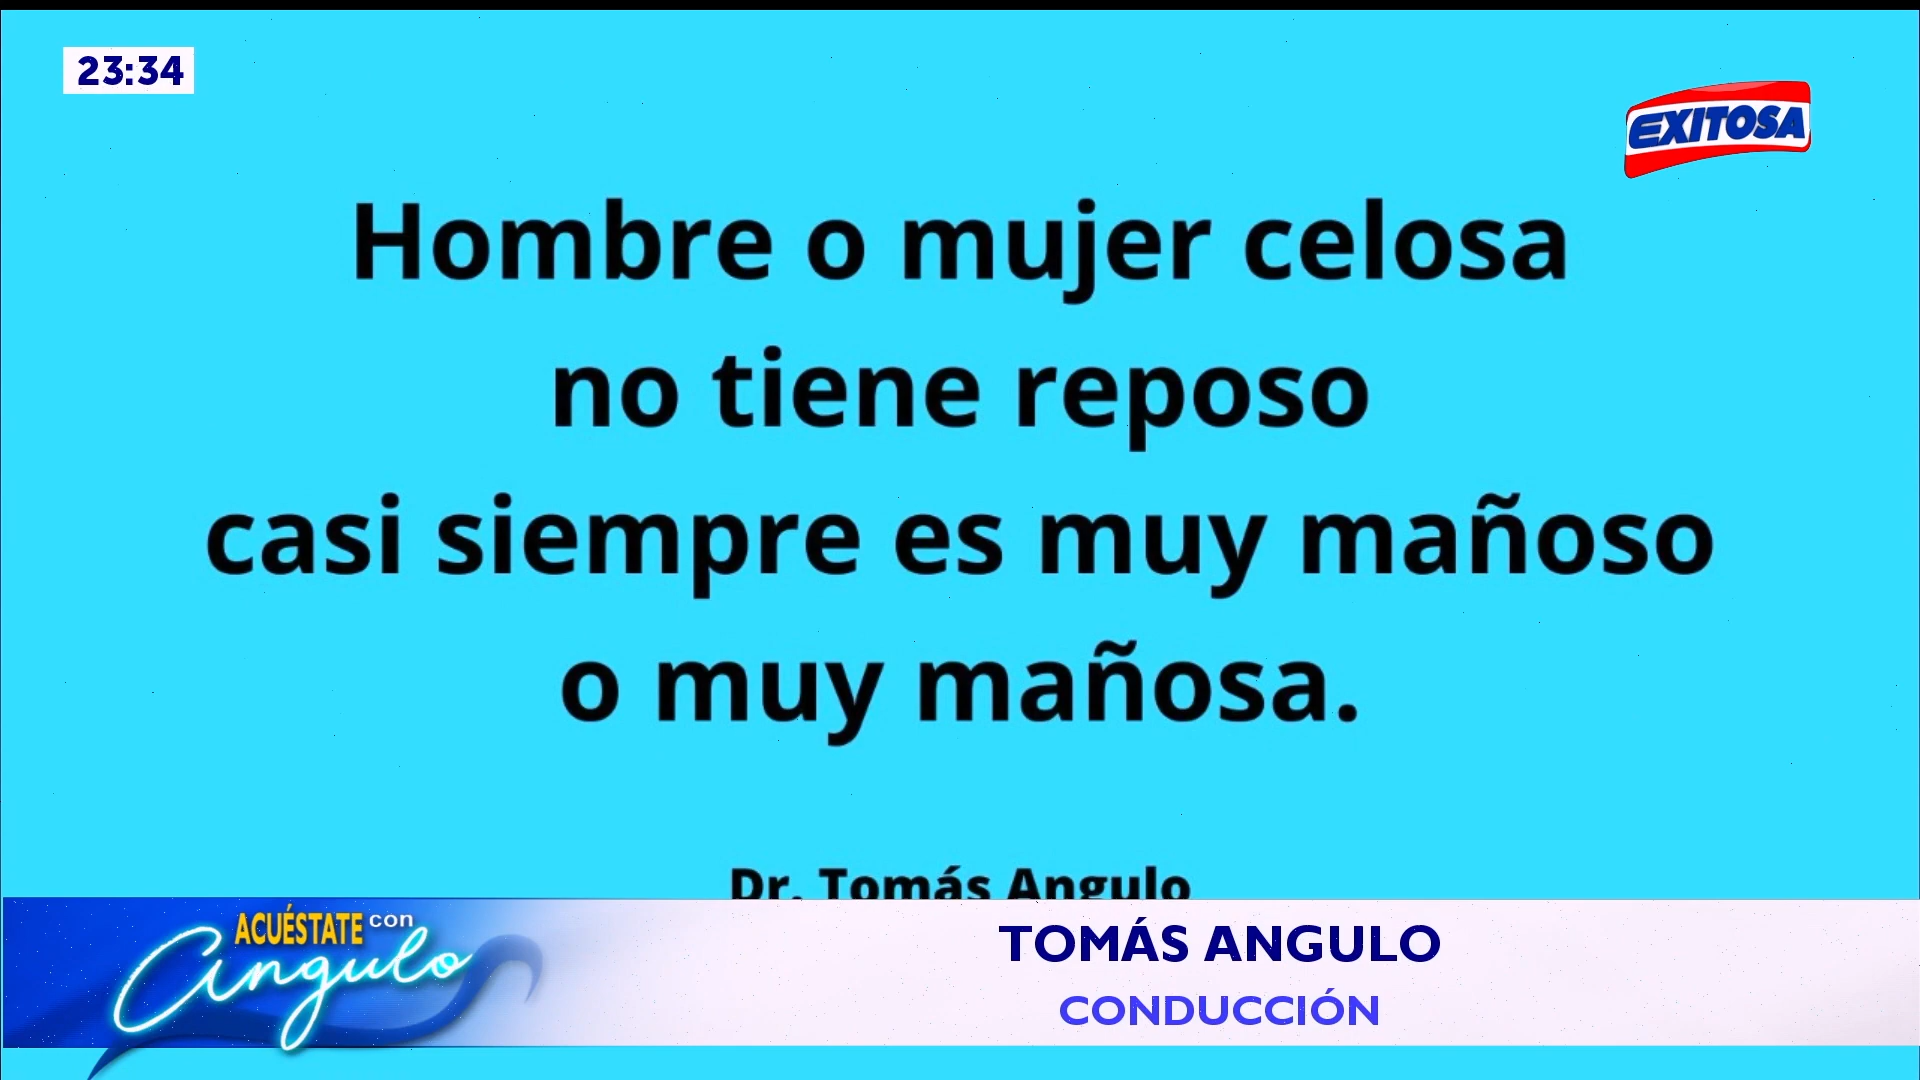 23:34
EXITOSA
Hombre o mujer celosa
no tiene reposo
casi siempre es muy mañoso
o muy mañosa.
Dr. Tomás Angulo
ACUÉSTATE con
Angulo
TOMÁS ANGULO
CONDUCCIÓN